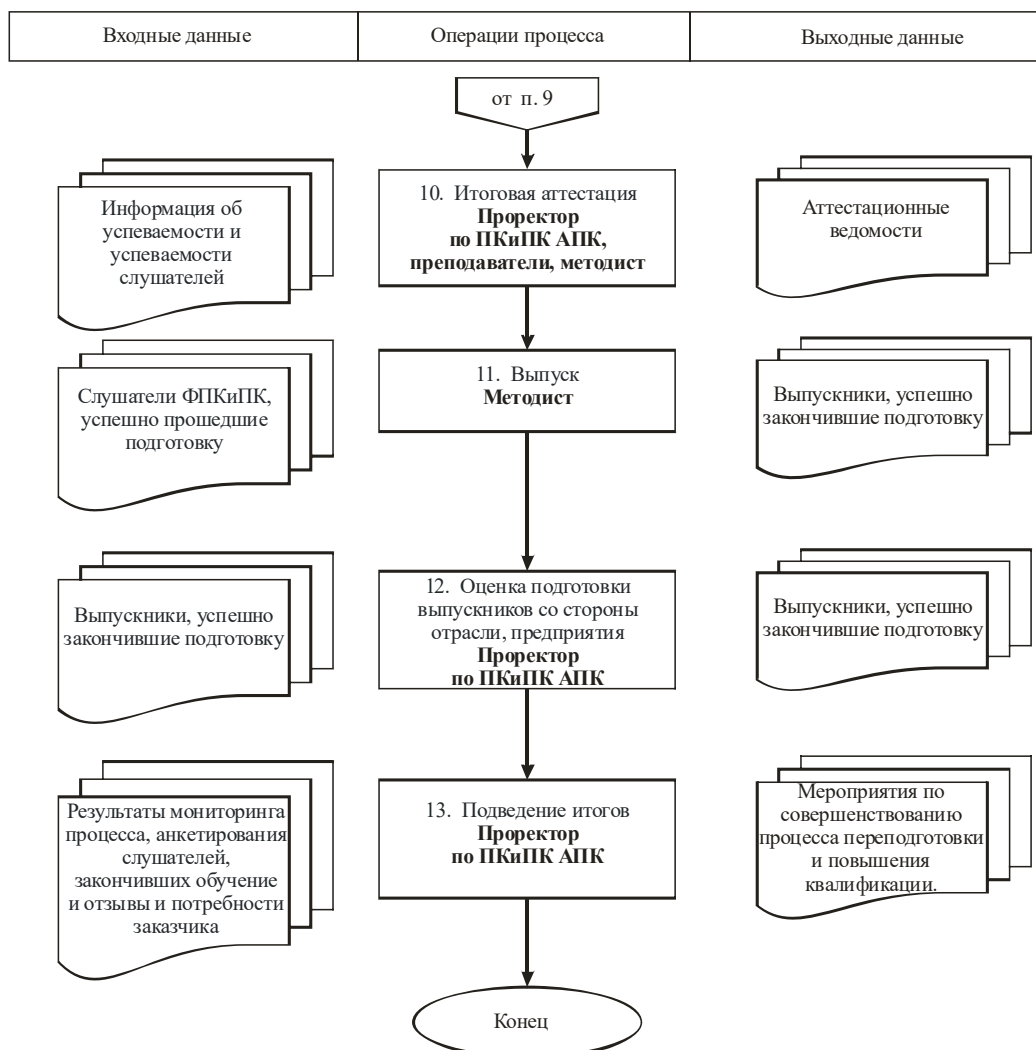 Входные данные
Операции процесса
Выходные данные
от п. 9
Информация об
успеваемости и
успеваемости
слушателей
10. Итоговая аттестация
Проректор
по ПКиПК АПК,
преподаватели, методист
Аттестационные
ведомости
Слушатели ФПКиПК,
успешно прошедшие
подготовку
11. Выпуск
Методист
Выпускники, успешно
закончившие подготовку
Выпускники, успешно
закончившие подготовку
12. Оценка подготовки
выпускников со стороны
отрасли, предприятия
Проректор
по ПКиПК АПК
Выпускники, успешно
закончившие подготовку
Результаты мониторинга
процесса, анкетирования
слушателей,
закончивших обучение
и отзывы и потребности
заказчика
13. Подведение итогов
Проректор
по ПКиПК АПК
Мероприятия по
совершенствованию
процесса переподготовки
и повышения
квалификации.
Конец